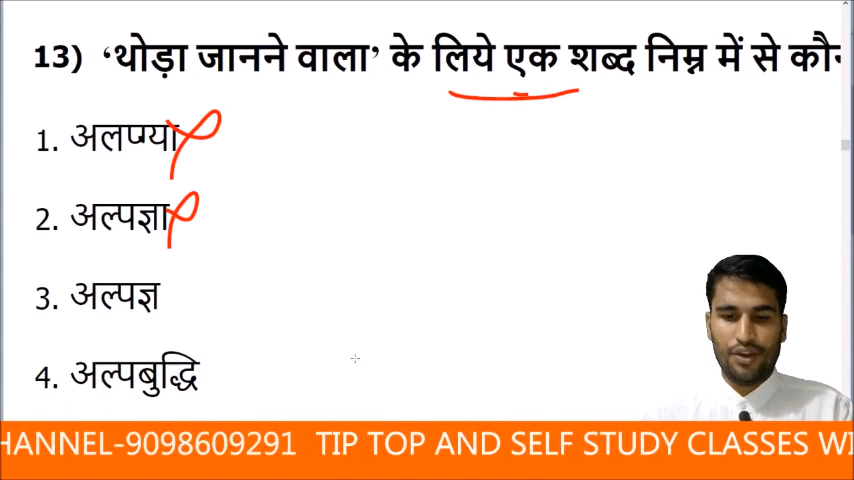 13) ‘थोड़ा जानने वाला’ के लिये एक शब्द निम्न में से
1. अलप्ग्या
2. अल्पज्ञा
3. अल्पज्ञ
4. अल्पबुद्धि
CHANNEL-9098609291 TIP TOP AND SELF STUDY CLASSES